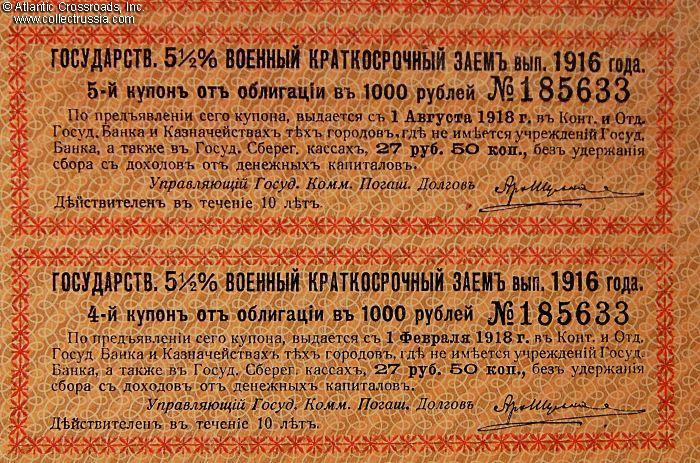 © Atlantic Crossroads, Inc.
www.collectrussia.com
ГОСУДАРСТВ. 5½% ВОЕННЫЙ КРАТКОСРОЧНЫЙ ЗАЕМЪ вып. 1916 года.
5-й купонъ отъ облигаціи въ 1000 рублей №185633
По предъявленіи сего купона, выдается съ 1 Августа 1918 г. въ Конт. и Отд.
Госуд. Банка и Казначействахъ тѣхъ городовъ, гдѣ не имѣется учрежденій Госуд.
Банка, а также въ Госуд. Сберег. кассахъ, 27 руб. 50 коп., безъ удержанія
сбора съ доходовъ отъ денежныхъ капиталовъ.
Управляющій Госуд. Комм. Погаш. Долговъ
Дѣйствителенъ въ теченіе 10 лѣтъ.
ГОСУДАРСТВ. 5½% ВОЕННЫЙ КРАТКОСРОЧНЫЙ ЗАЕМЪ вып. 1916 года.
4-й купонъ отъ облигаціи въ 1000 рублей №185633
По предъявленіи сего купона, выдается съ 1 Февраля 1918 г. въ Конт. и Отд.
Госуд. Банка и Казначействахъ тѣхъ городовъ, гдѣ не имѣется учрежденій Госуд.
Банка, а также въ Госуд. Сберег. кассахъ, 27 руб. 50 коп., безъ удержанія
сбора съ доходовъ отъ денежныхъ капиталовъ.
Управляющій Госуд. Комм. Погаш. Долговъ
Дѣйствителенъ въ теченіе 10 лѣтъ.